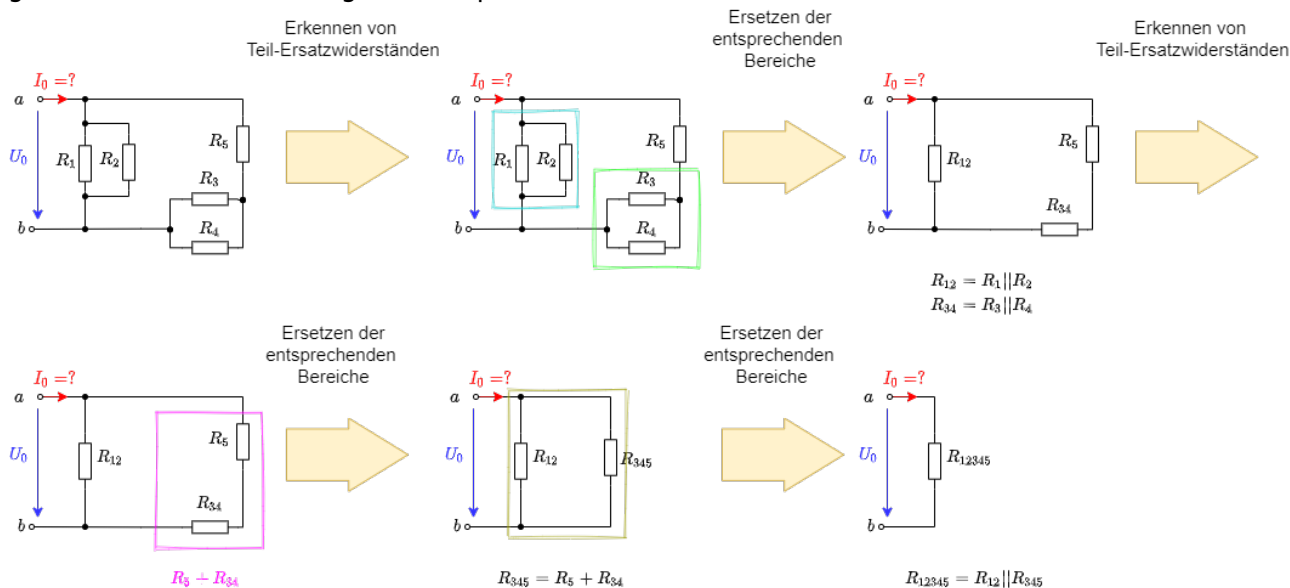 Erkennen von
Teil-Ersatzwiderständen
Ersetzen der
entsprechenden
Bereiche
Erkennen von
Teil-Ersatzwiderständen
I₀ =?
a
U₀
R₁
R₂
R₅
R₃
R₄
b
I₀ =?
a
U₀
R₁
R₂
R₅
R₃
R₄
b
I₀ =?
a
U₀
R₁₂
R₅
R₃₄
b
R₁₂ = R₁||R₂
R₃₄ = R₃||R₄
Ersetzen der
entsprechenden
Bereiche
Ersetzen der
entsprechenden
Bereiche
I₀ =?
a
U₀
R₁₂
R₅
R₃₄
b
R₅ + R₃₄
I₀ =?
a
U₀
R₁₂
R₃₄₅
b
R₃₄₅ = R₅ + R₃₄
I₀ =?
a
U₀
R₁₂₃₄₅
b
R₁₂₃₄₅ = R₁₂||R₃₄₅